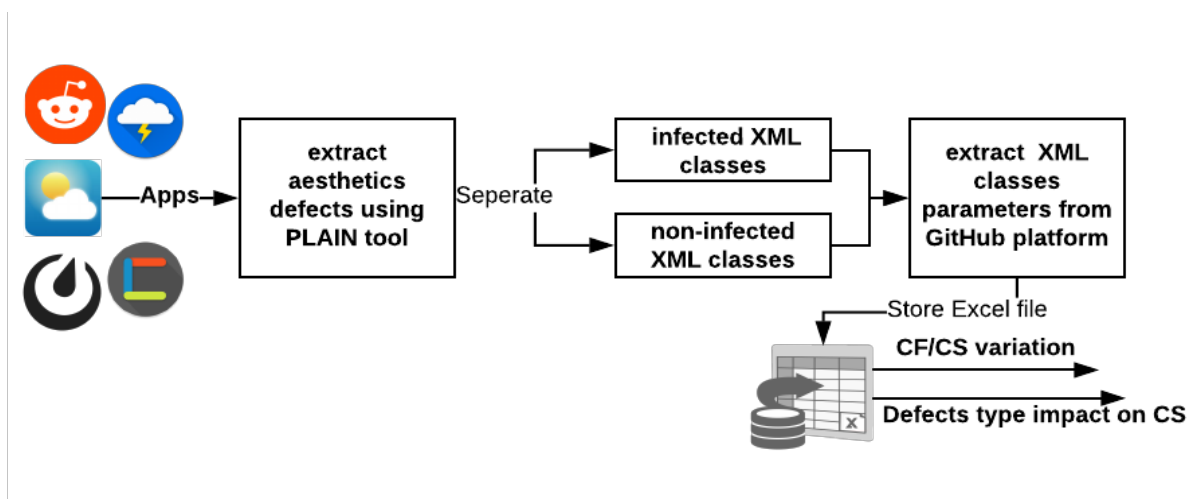 Apps
extract
aesthetics
defects using
PLAIN tool
Seperate
infected XML
classes
non-infected
XML classes
extract XML
classes
parameters from
GitHub platform
Store Excel file
CF/CS variation
Defects type impact on CS
X